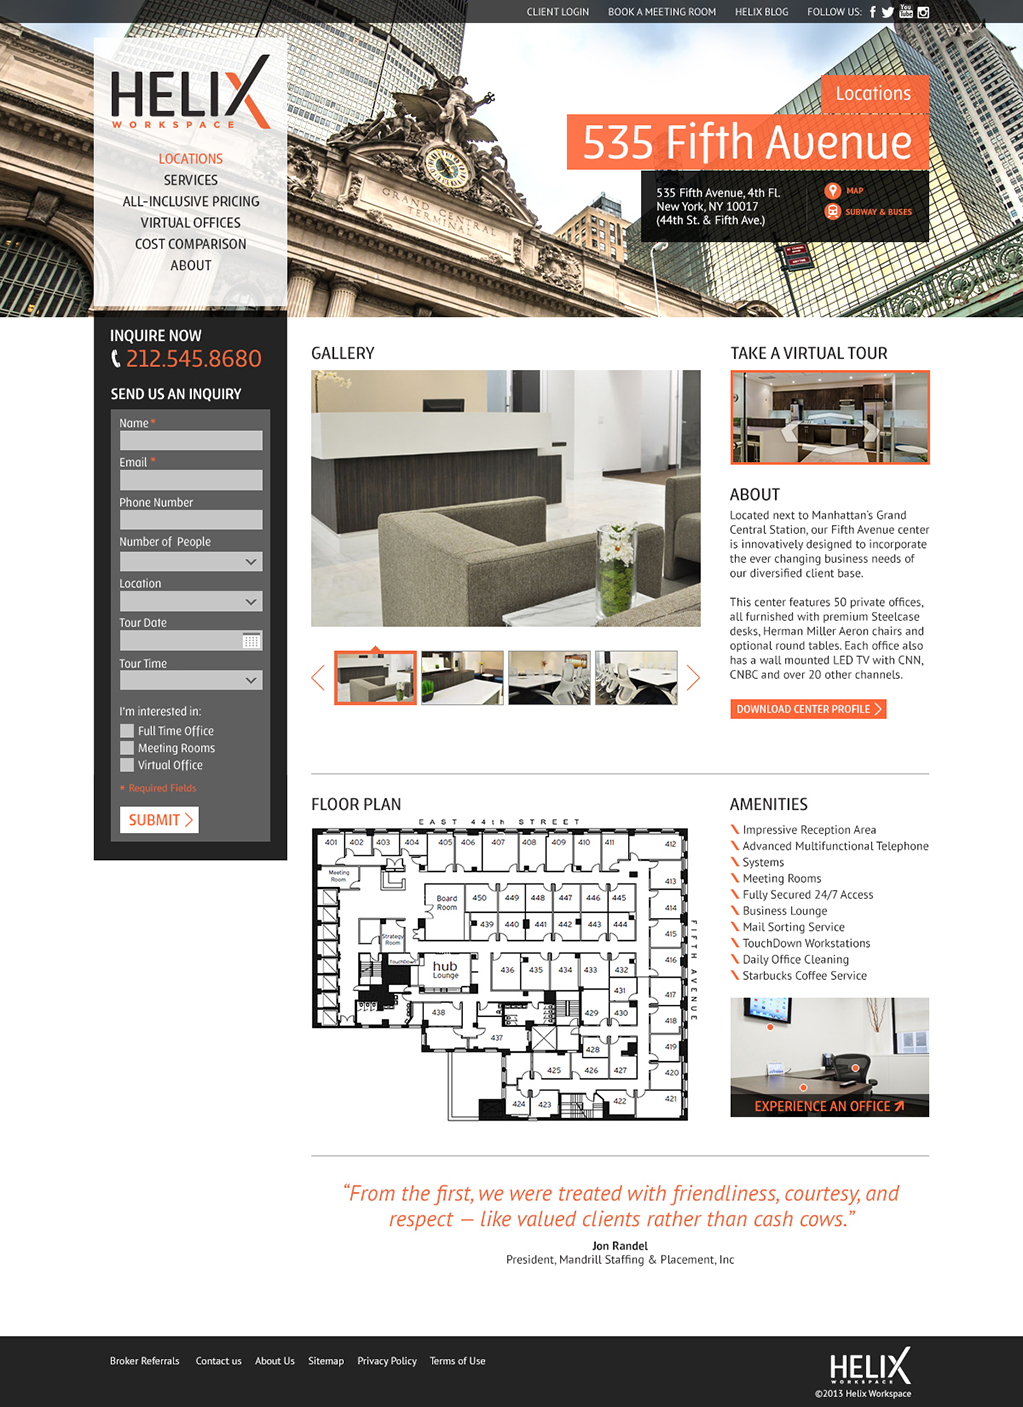 CLIENT LOGIN BOOK A MEETING ROOM HELIX BLOG FOLLOW US: f You Tube
HELIX
WORKSPACE
LOCATIONS
SERVICES
ALL-INCLUSIVE PRICING
VIRTUAL OFFICES
COST COMPARISON
ABOUT
GRAND CENTRAL TERMINAL
Locations
535 Fifth Avenue
535 Fifth Avenue, 4th Fl.
New York, NY 10017
(44th St. & Fifth Ave.)
MAP
SUBWAY & BUSES
INQUIRE NOW
212.545.8680
SEND US AN INQUIRY
Name*
Email *
Phone Number
Number of People
Location
Tour Date
Tour Time
I'm interested in:
Full Time Office
Meeting Rooms
Virtual Office
* Required Fields
SUBMIT
GALLERY
TAKE A VIRTUAL TOUR
ABOUT
Located next to Manhattan's Grand
Central Station, our Fifth Avenue center
is innovatively designed to incorporate
the ever changing business needs of
our diversified client base.
This center features 50 private offices,
all furnished with premium Steelcase
desks, Herman Miller Aeron chairs and
optional round tables. Each office also
has a wall mounted LED TV with CNN,
CNBC and over 20 other channels.
DOWNLOAD CENTER PROFILE
FLOOR PLAN
EAST 44th STREET
401 402 403 404 405 406 407 408 409 410 411 412
Meeting
Room
413
Board
Room
450 449 448 447 446 445
414
439 440 441 442 443 444
415
FIFTH AVENUE
Strategy
Room
TouchDown
hub
Lounge
436 435 434 433 432
416
431
417
438
429 430
418
437
428
419
425 426 427
420
424 423 422 421
AMENITIES
Impressive Reception Area
Advanced Multifunctional Telephone
Systems
Meeting Rooms
Fully Secured 24/7 Access
Business Lounge
Mail Sorting Service
TouchDown Workstations
Daily Office Cleaning
Starbucks Coffee Service
EXPERIENCE AN OFFICE
“From the first, we were treated with friendliness, courtesy, and
respect — like valued clients rather than cash cows.”
Jon Randel
President, Mandrill Staffing & Placement, Inc
Broker Referrals Contact us About Us Sitemap Privacy Policy Terms of Use
HELIX
WORKSPACE
©2013 Helix Workspace